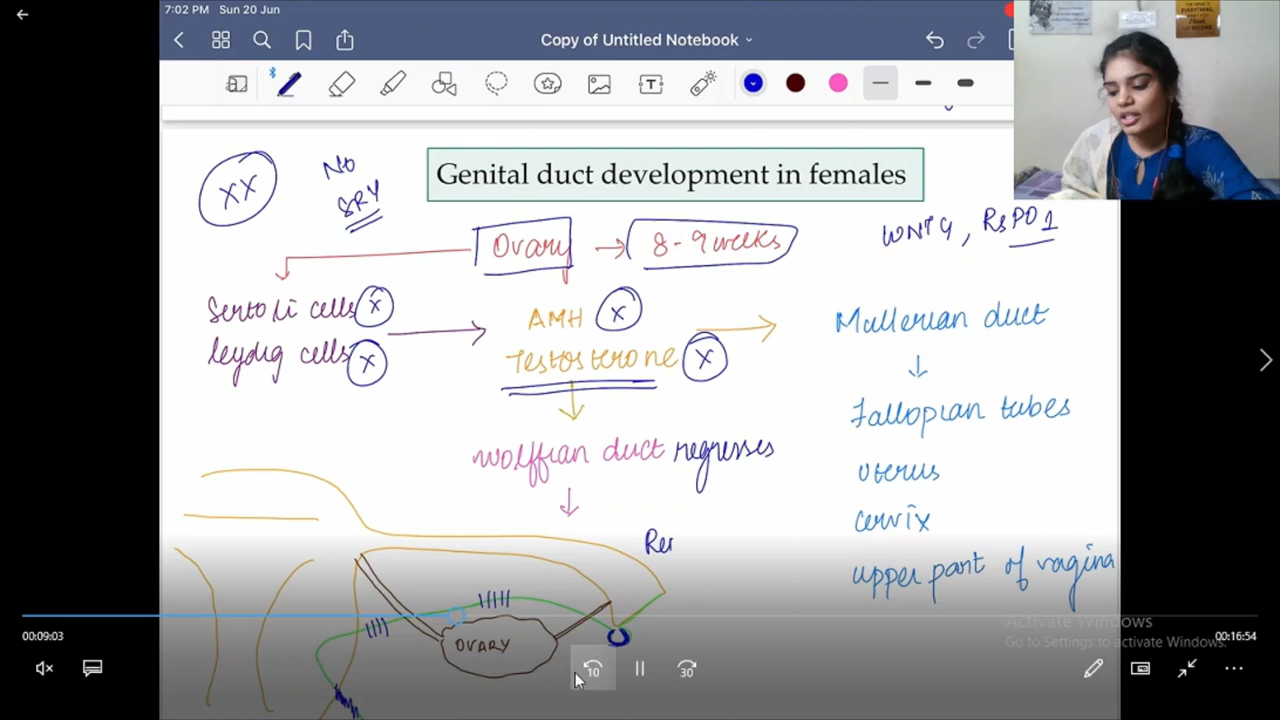 7:02 PM Sun 20 Jun
Copy of Untitled Notebook
T
Genital duct development in females
XX
No
SRY
WNT4, RsPO1
Ovary → 8-9 weeks
Sertoli cells X
leydig cells X
AMH X
Testosterone X
Mullerian duct
Fallopian tubes
uterus
cervix
upper part of vagina
wolffian duct regresses
Rem
OVARY
Activate Windows
Go to Settings to activate Windows.
00:09:03
00:16:54
10
30